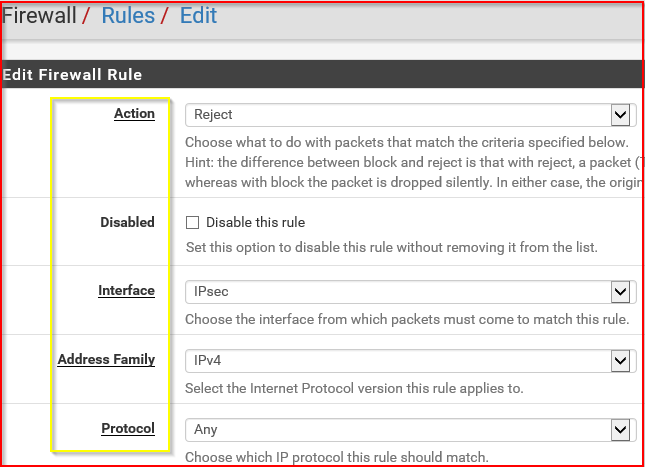 Firewall / Rules / Edit
Edit Firewall Rule
Action
Reject
Choose what to do with packets that match the criteria specified below.
Hint: the difference between block and reject is that with reject, a packet (
whereas with block the packet is dropped silently. In either case, the origin
Disabled
Disable this rule
Set this option to disable this rule without removing it from the list.
Interface
IPsec
Choose the interface from which packets must come to match this rule.
Address Family
IPv4
Select the Internet Protocol version this rule applies to.
Protocol
Any
Choose which IP protocol this rule should match.